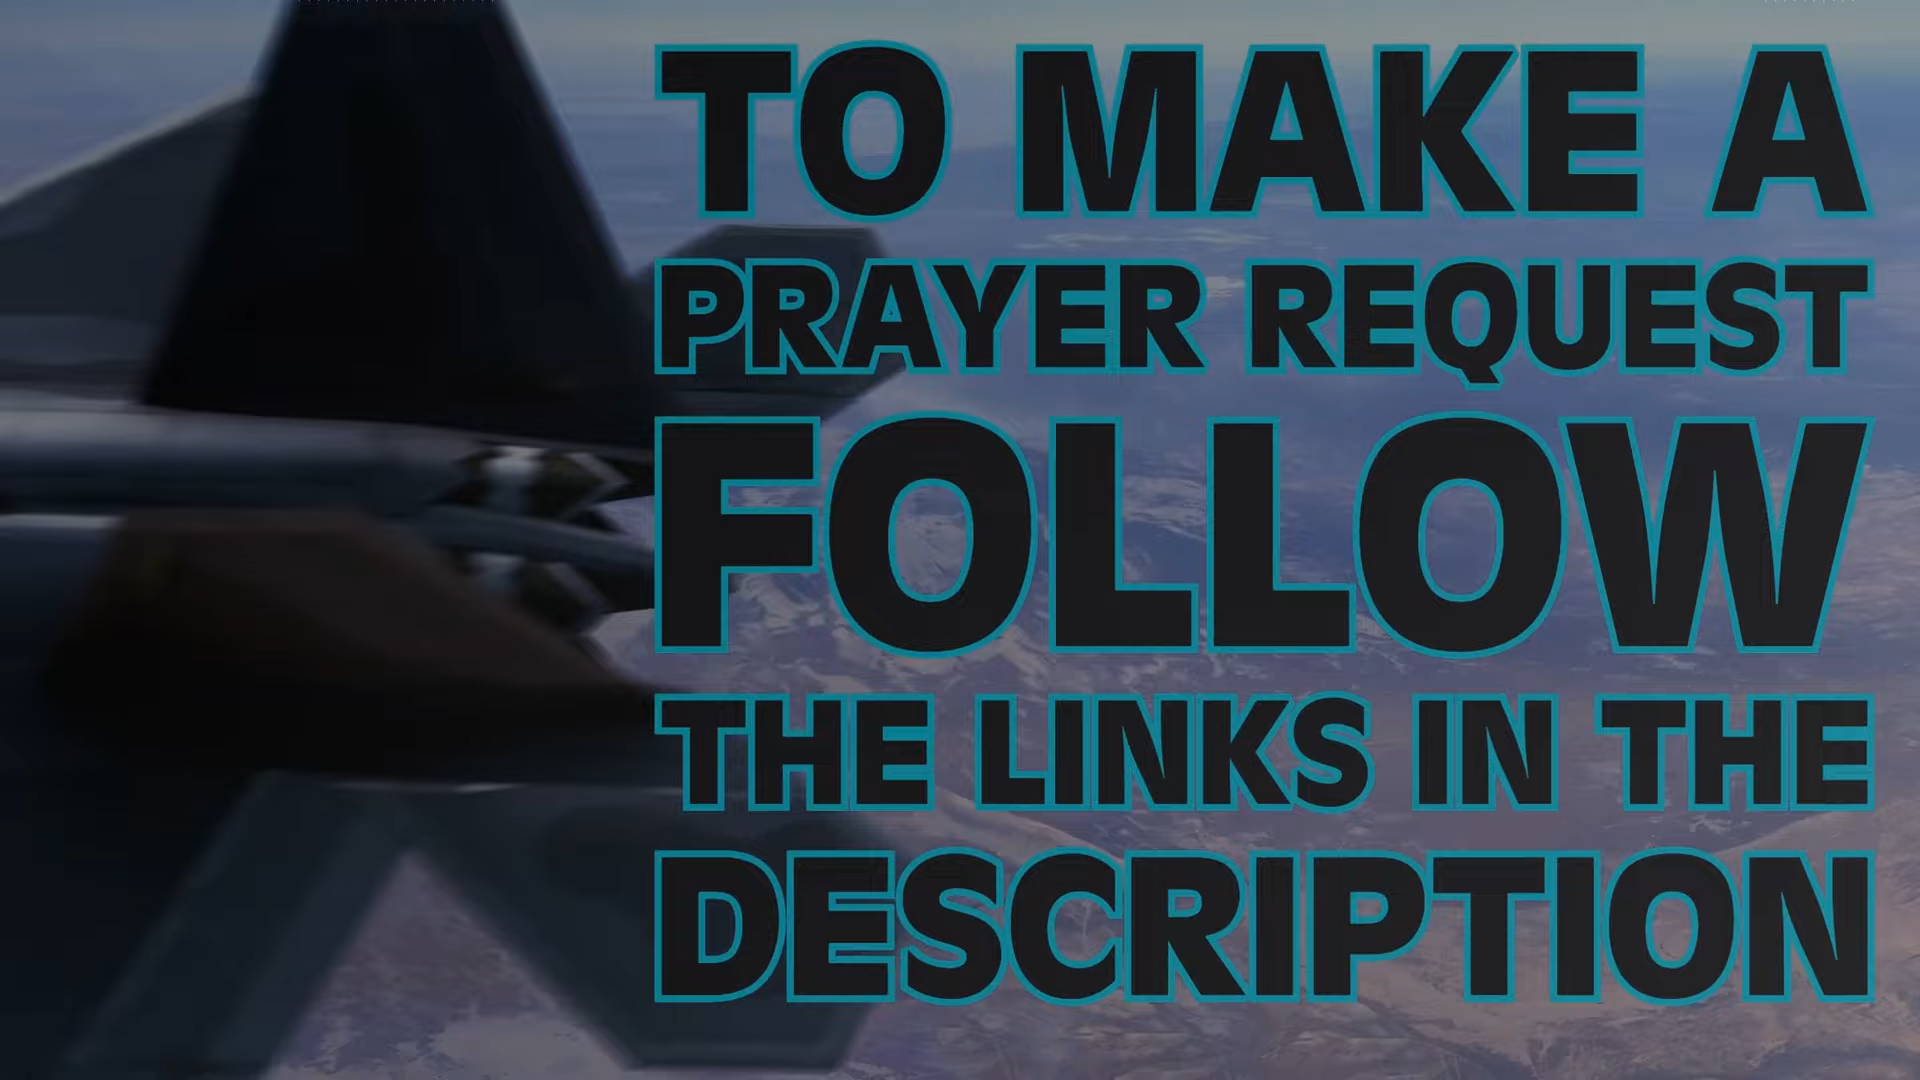 TO MAKE A
PRAYER REQUEST
FOLLOW
THE LINKS IN THE
DESCRIPTION